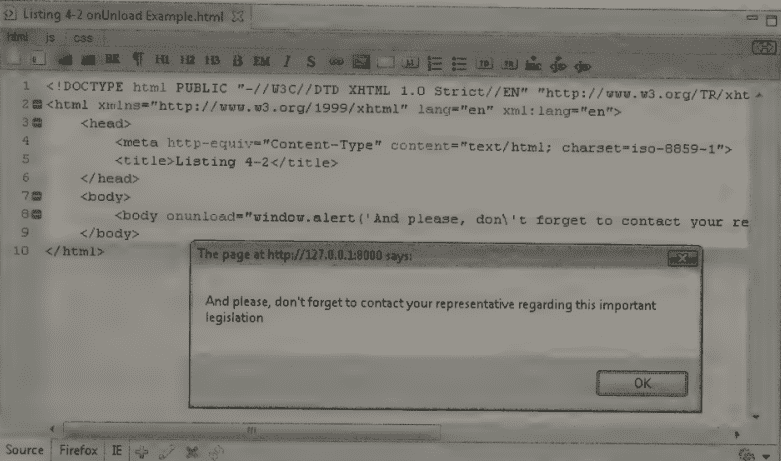 Listing 4-2 onUnload Example.html
html js css
BR ¶ H1 H2 H3 B EM I S
1 <!DOCTYPE html PUBLIC "-//W3C//DTD XHTML 1.0 Strict//EN" "http://www.w3.org/TR/xht
2 <html xmlns="http://www.w3.org/1999/xhtml" lang="en" xml:lang="en">
3 <head>
4 <meta http-equiv="Content-Type" content="text/html; charset=iso-8859-1">
5 <title>Listing 4-2</title>
6 </head>
7 <body>
8 <body onunload="window.alert('And please, don\'t forget to contact your re
9 </body>
10 </html>
The page at http://127.0.0.1:8000 says:
And please, don't forget to contact your representative regarding this important
legislation
OK
Source Firefox IE